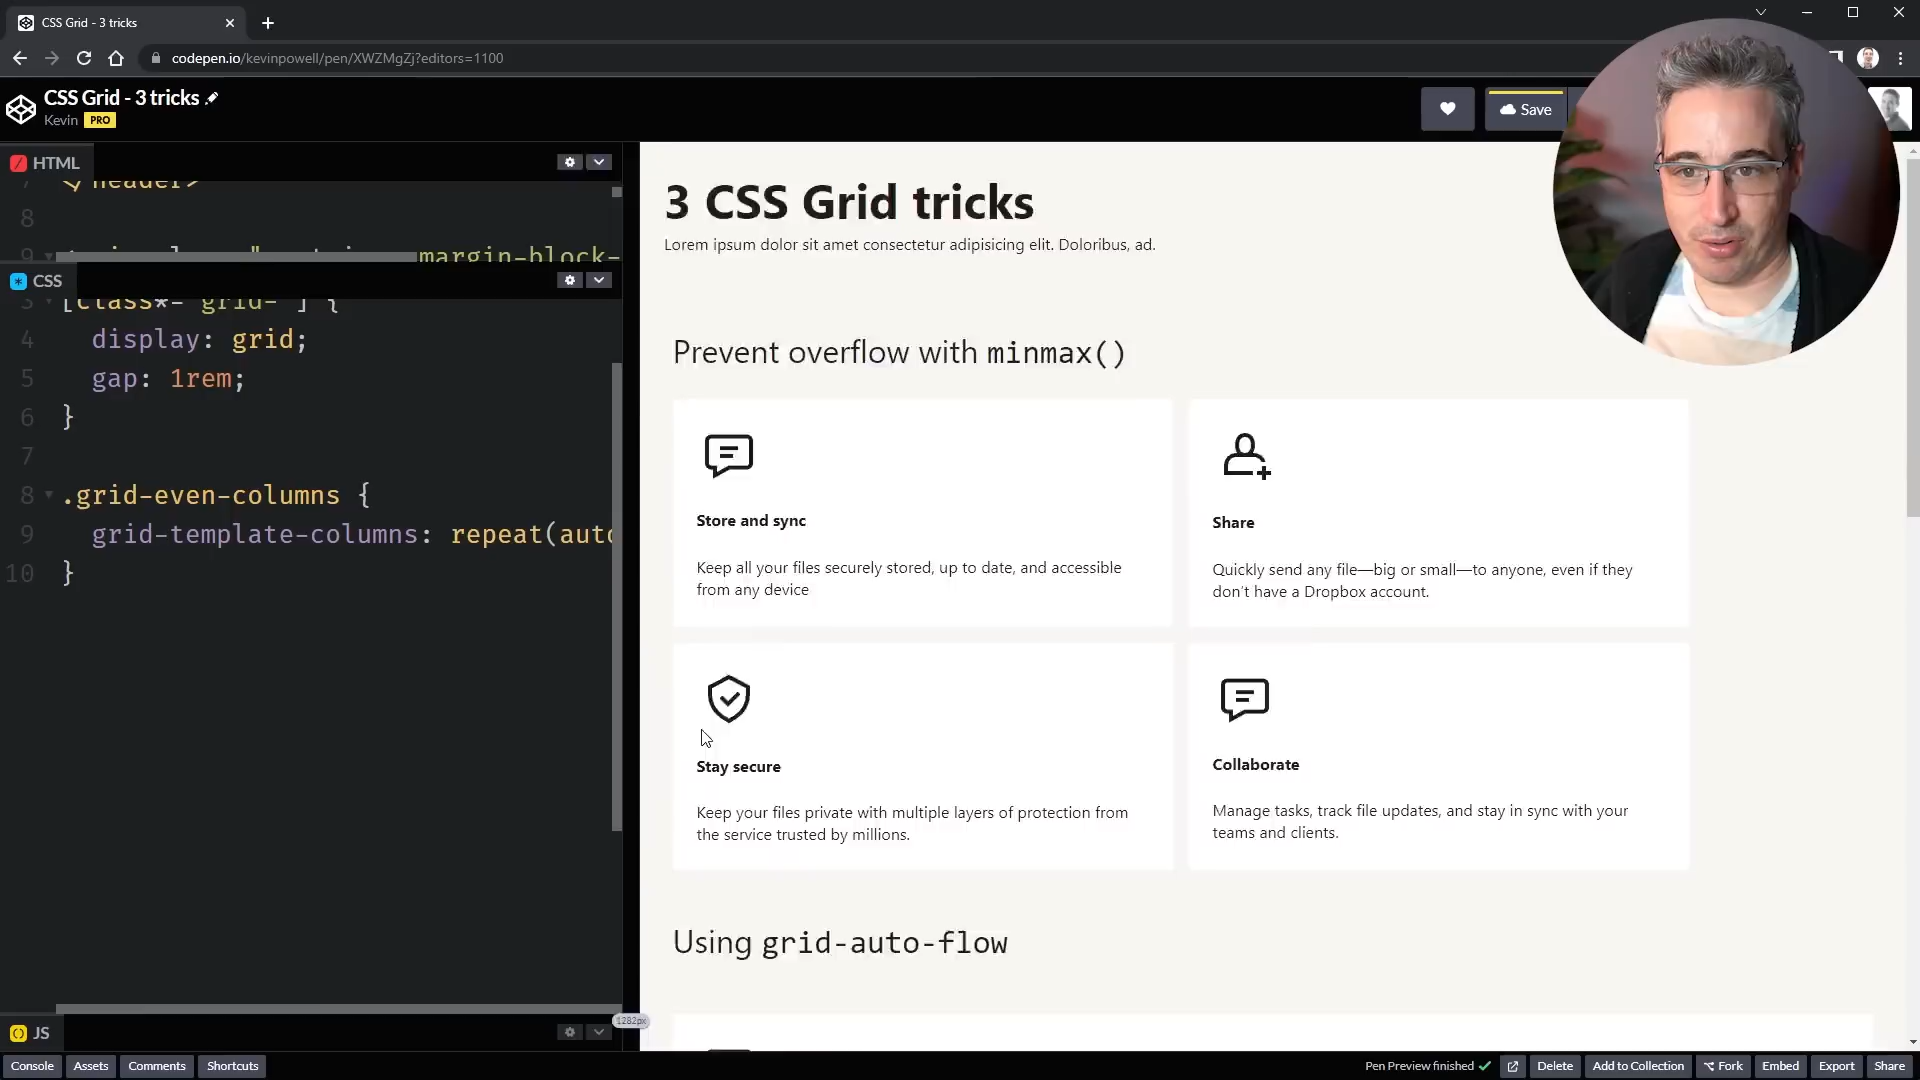 CSS Grid - 3 tricks
codepen.io/kevinpowell/pen/XWZMgZj?editors=1100
CSS Grid - 3 tricks
Kevin PRO
Save
HTML
</header>
8
9
margin-block-
CSS
3 [class*="grid-"] {
4 display: grid;
5 gap: 1rem;
6 }
7
8 .grid-even-columns {
9 grid-template-columns: repeat(auto
10 }
JS
1282px
3 CSS Grid tricks
Lorem ipsum dolor sit amet consectetur adipisicing elit. Doloribus, ad.
Prevent overflow with minmax()
Store and sync
Keep all your files securely stored, up to date, and accessible
from any device
Share
Quickly send any file—big or small—to anyone, even if they
don't have a Dropbox account.
Stay secure
Keep your files private with multiple layers of protection from
the service trusted by millions.
Collaborate
Manage tasks, track file updates, and stay in sync with your
teams and clients.
Using grid-auto-flow
Console Assets Comments Shortcuts
Pen Preview finished Delete Add to Collection Fork Embed Export Share